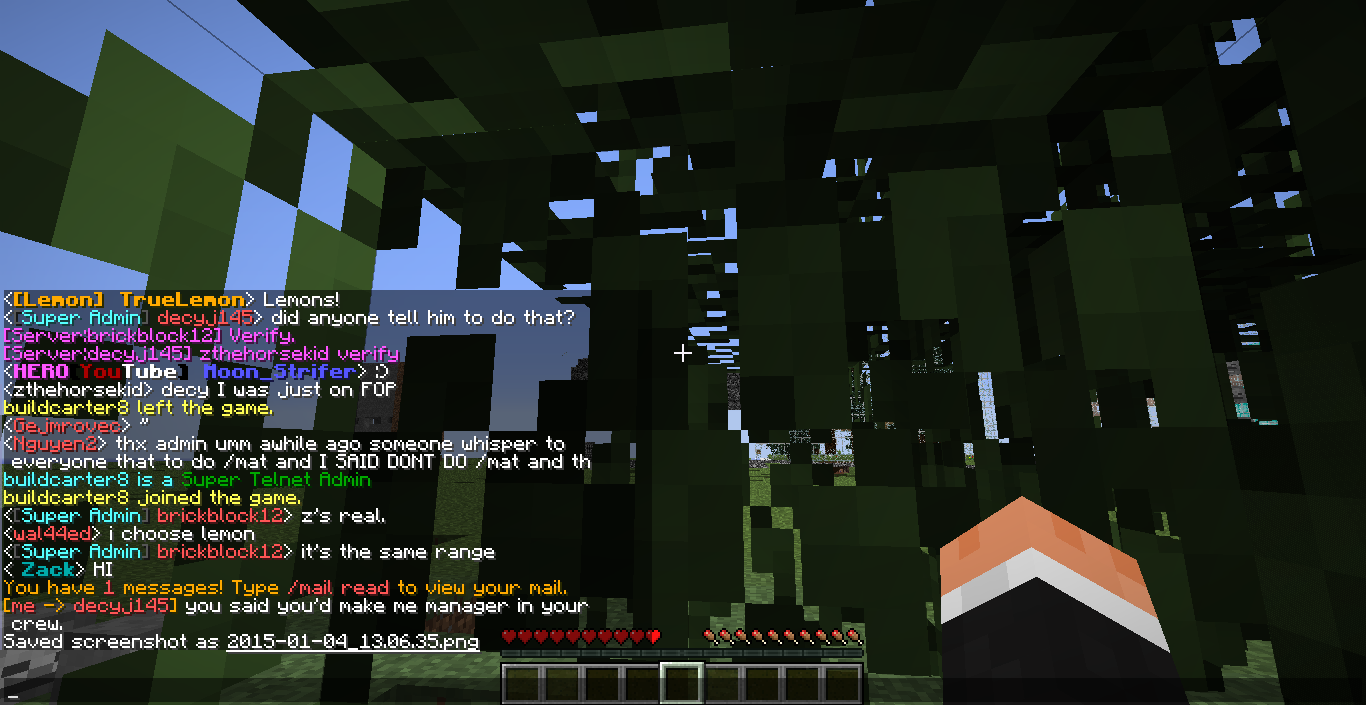 <[Lemon] TrueLemon> Lemons!
<[Super Admin] decyj145> did anyone tell him to do that?
[Server:brickblock12] Verify.
[Server:decyj145] zthehorsekid verify
<HERO YouTube Moon_Strifer> :)
<zthehorsekid> decy I was just on FOP
buildcarter8 left the game.
<Gejmrovec> "
<Nguyen2> thx admin umm awhile ago someone whisper to
everyone that to do /mat and I SAID DONT DO /mat and th
buildcarter8 is a Super Telnet Admin
buildcarter8 joined the game.
<[Super Admin] brickblock12> z's real.
<wal44ed> i choose lemon
<[Super Admin] brickblock12> it's the same range
< Zack> HI
You have 1 messages! Type /mail read to view your mail.
[me -> decyj145] you said you'd make me manager in your
crew.
Saved screenshot as 2015-01-04_13.06.35.png
_